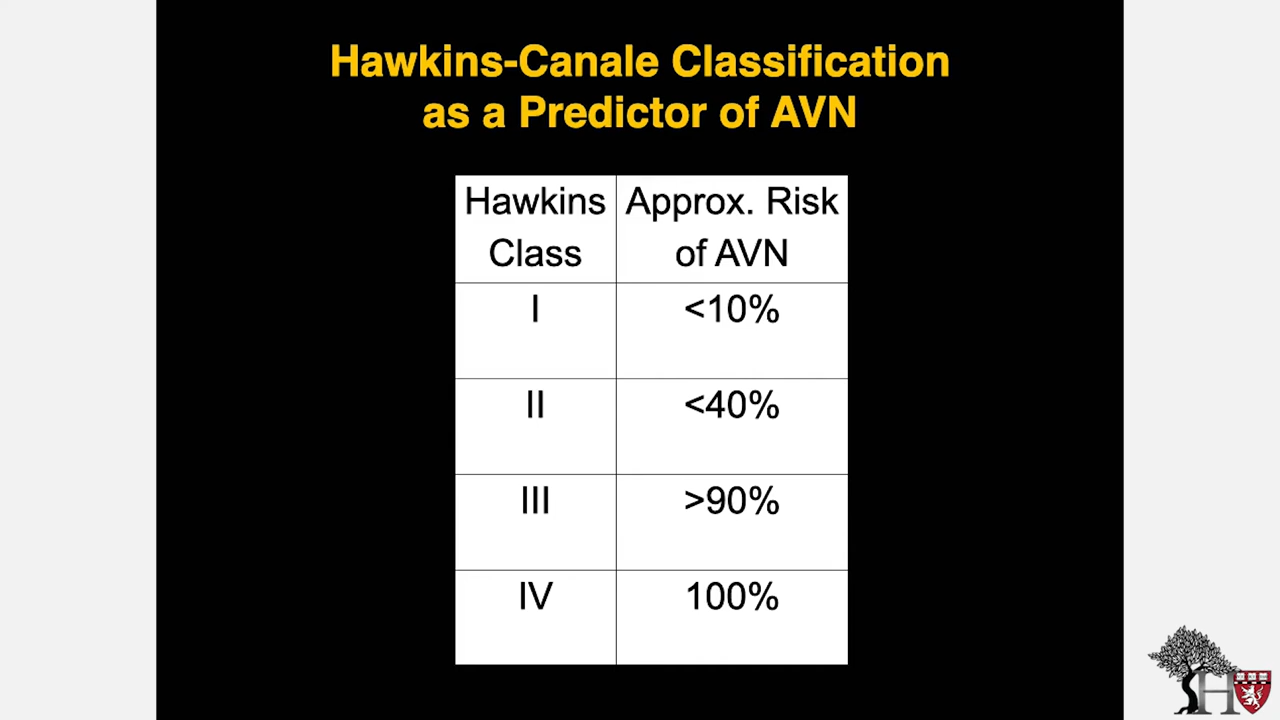 Hawkins-Canale Classification
as a Predictor of AVN
Hawkins Class Approx. Risk of AVN
I <10%
II <40%
III >90%
IV 100%
H